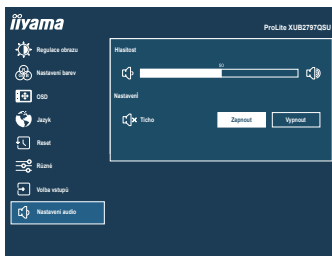 iiyama
ProLite XUB2797QSU
Regulace obrazu
Nastavení barev
OSD
Jazyk
Reset
Různé
Volba vstupů
Nastavení audio
Hlasitost
50
Nastavení
Ticho
Zapnout
Vypnout